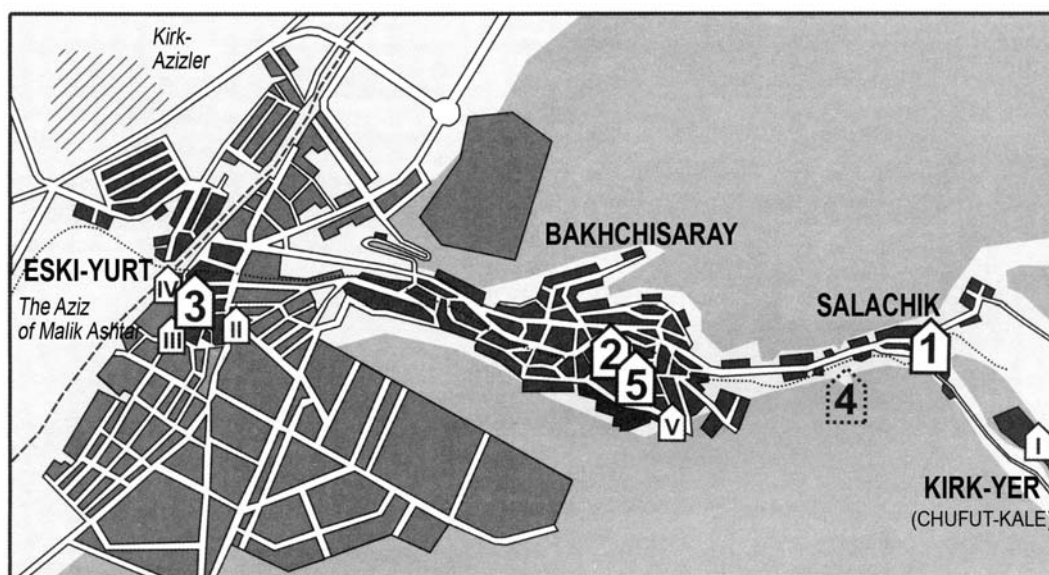 Kirk-
Azizler
BAKHCHISARAY
ESKI-YURT
The Aziz
of Malik Ashtar
SALACHIK
IV
3
III
II
2
5
V
1
4
I
KIRK-YER
(CHUFUT-KALE)